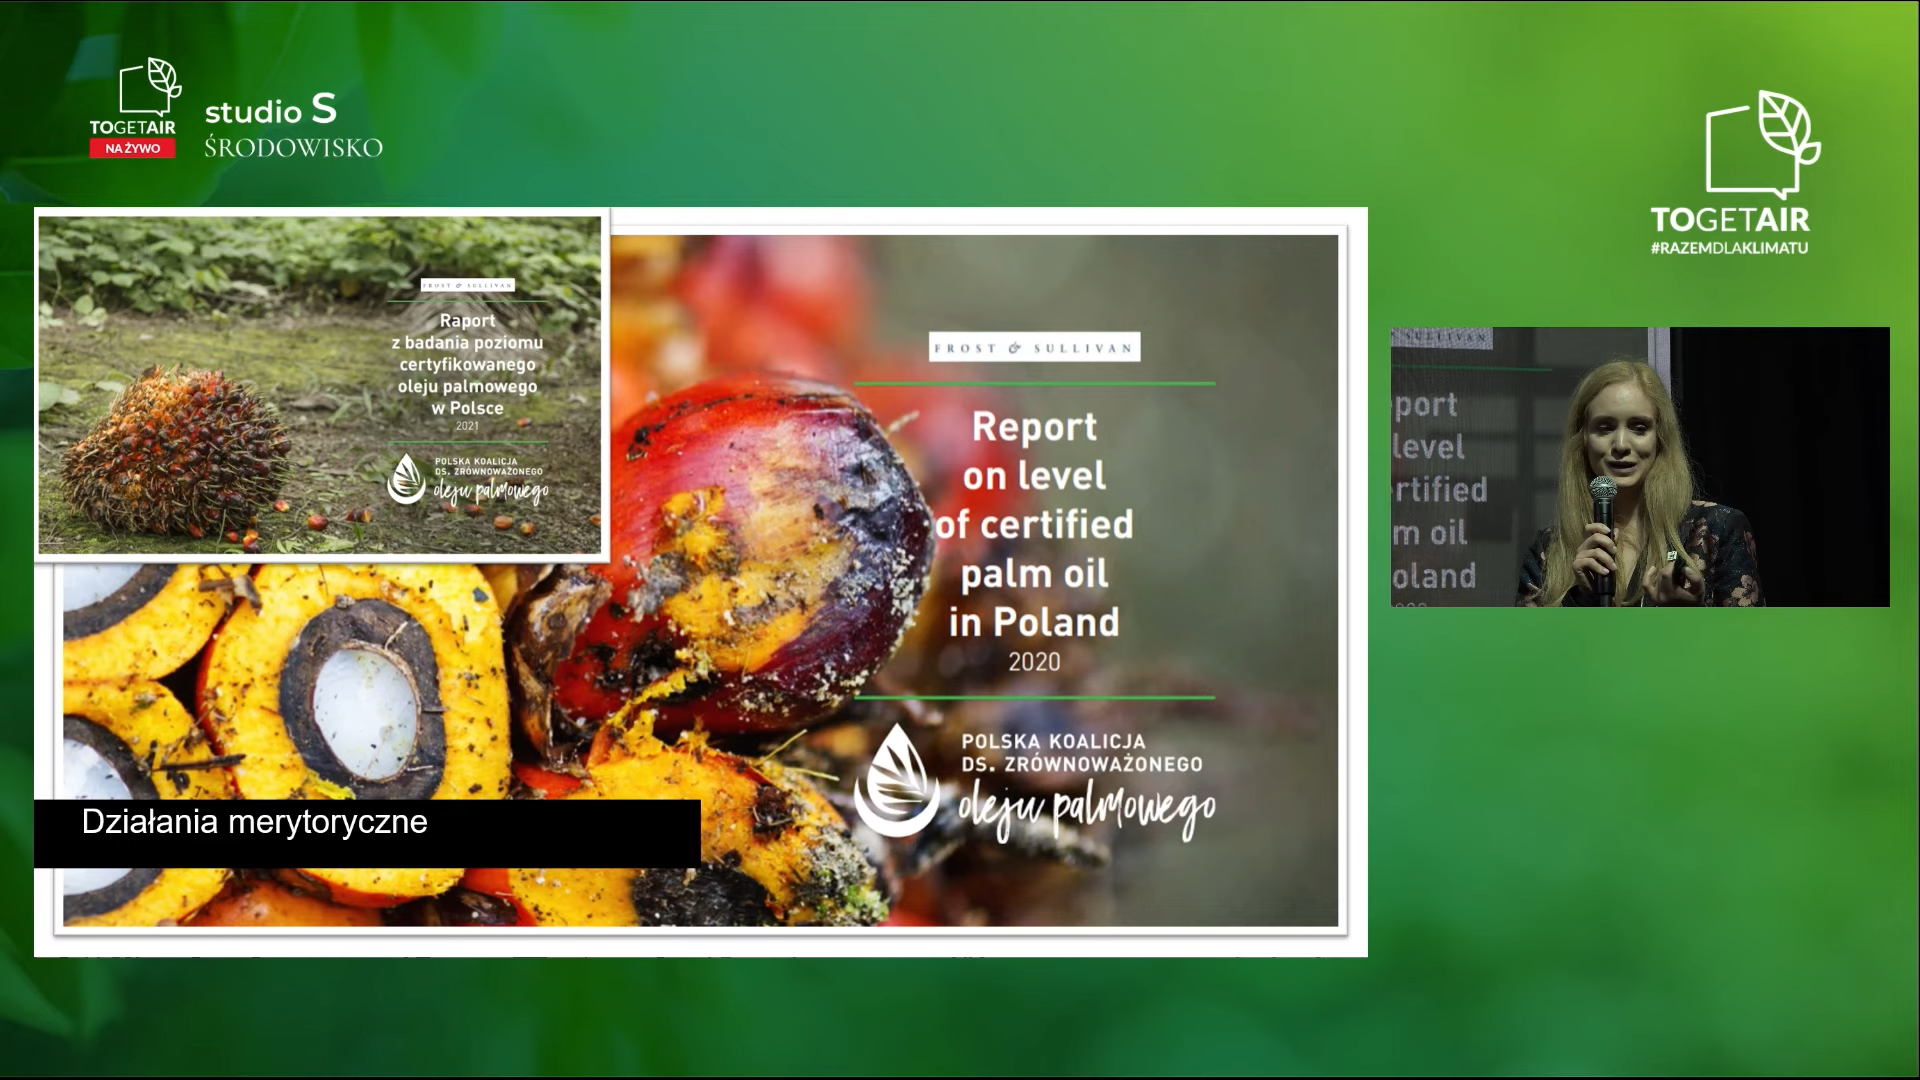 TOGETAIR
NA ŻYWO
studio S
ŚRODOWISKO
TOGETAIR
#RAZEMDLAKLIMATU
FROST & SULLIVAN
Raport
z badania poziomu
certyfikowanego
oleju palmowego
w Polsce
2021
POLSKA KOALICJA
DS. ZRÓWNOWAŻONEGO
oleju palmowego
FROST & SULLIVAN
Report
on level
of certified
palm oil
in Poland
2020
POLSKA KOALICJA
DS. ZRÓWNOWAŻONEGO
oleju palmowego
Działania merytoryczne
SULLIVAN
port
level
rtified
m oil
oland